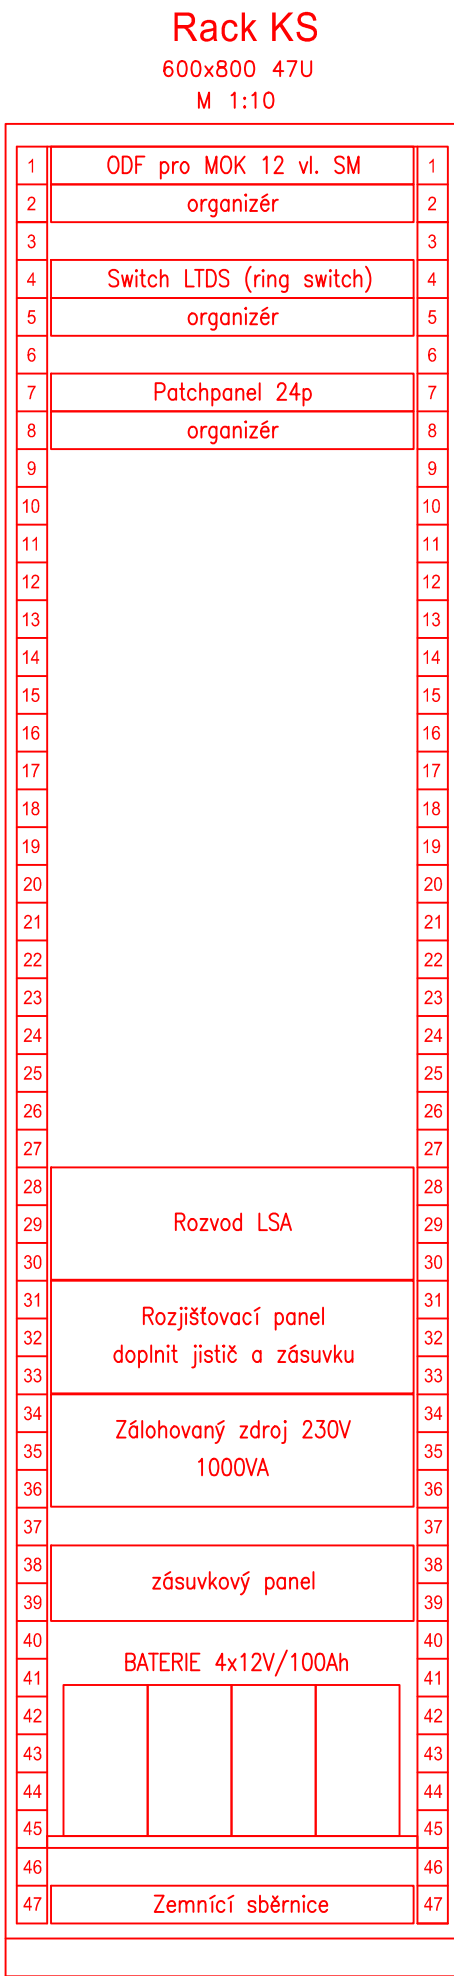 Rack KS
600x800 47U
M 1:10
1 ODF pro MOK 12 vl. SM 1
2 organizér 2
3 3
4 Switch LTDS (ring switch) 4
5 organizér 5
6 6
7 Patchpanel 24p 7
8 organizér 8
9 9
10 10
11 11
12 12
13 13
14 14
15 15
16 16
17 17
18 18
19 19
20 20
21 21
22 22
23 23
24 24
25 25
26 26
27 27
28 28
29 Rozvod LSA 29
30 30
31 Rozjišťovací panel 31
32 doplnit jistič a zásuvku 32
33 33
34 Zálohovaný zdroj 230V 34
35 1000VA 35
36 36
37 37
38 zásuvkový panel 38
39 39
40 40
41 BATERIE 4x12V/100Ah 41
42 42
43 43
44 44
45 45
46 46
47 Zemnící sběrnice 47